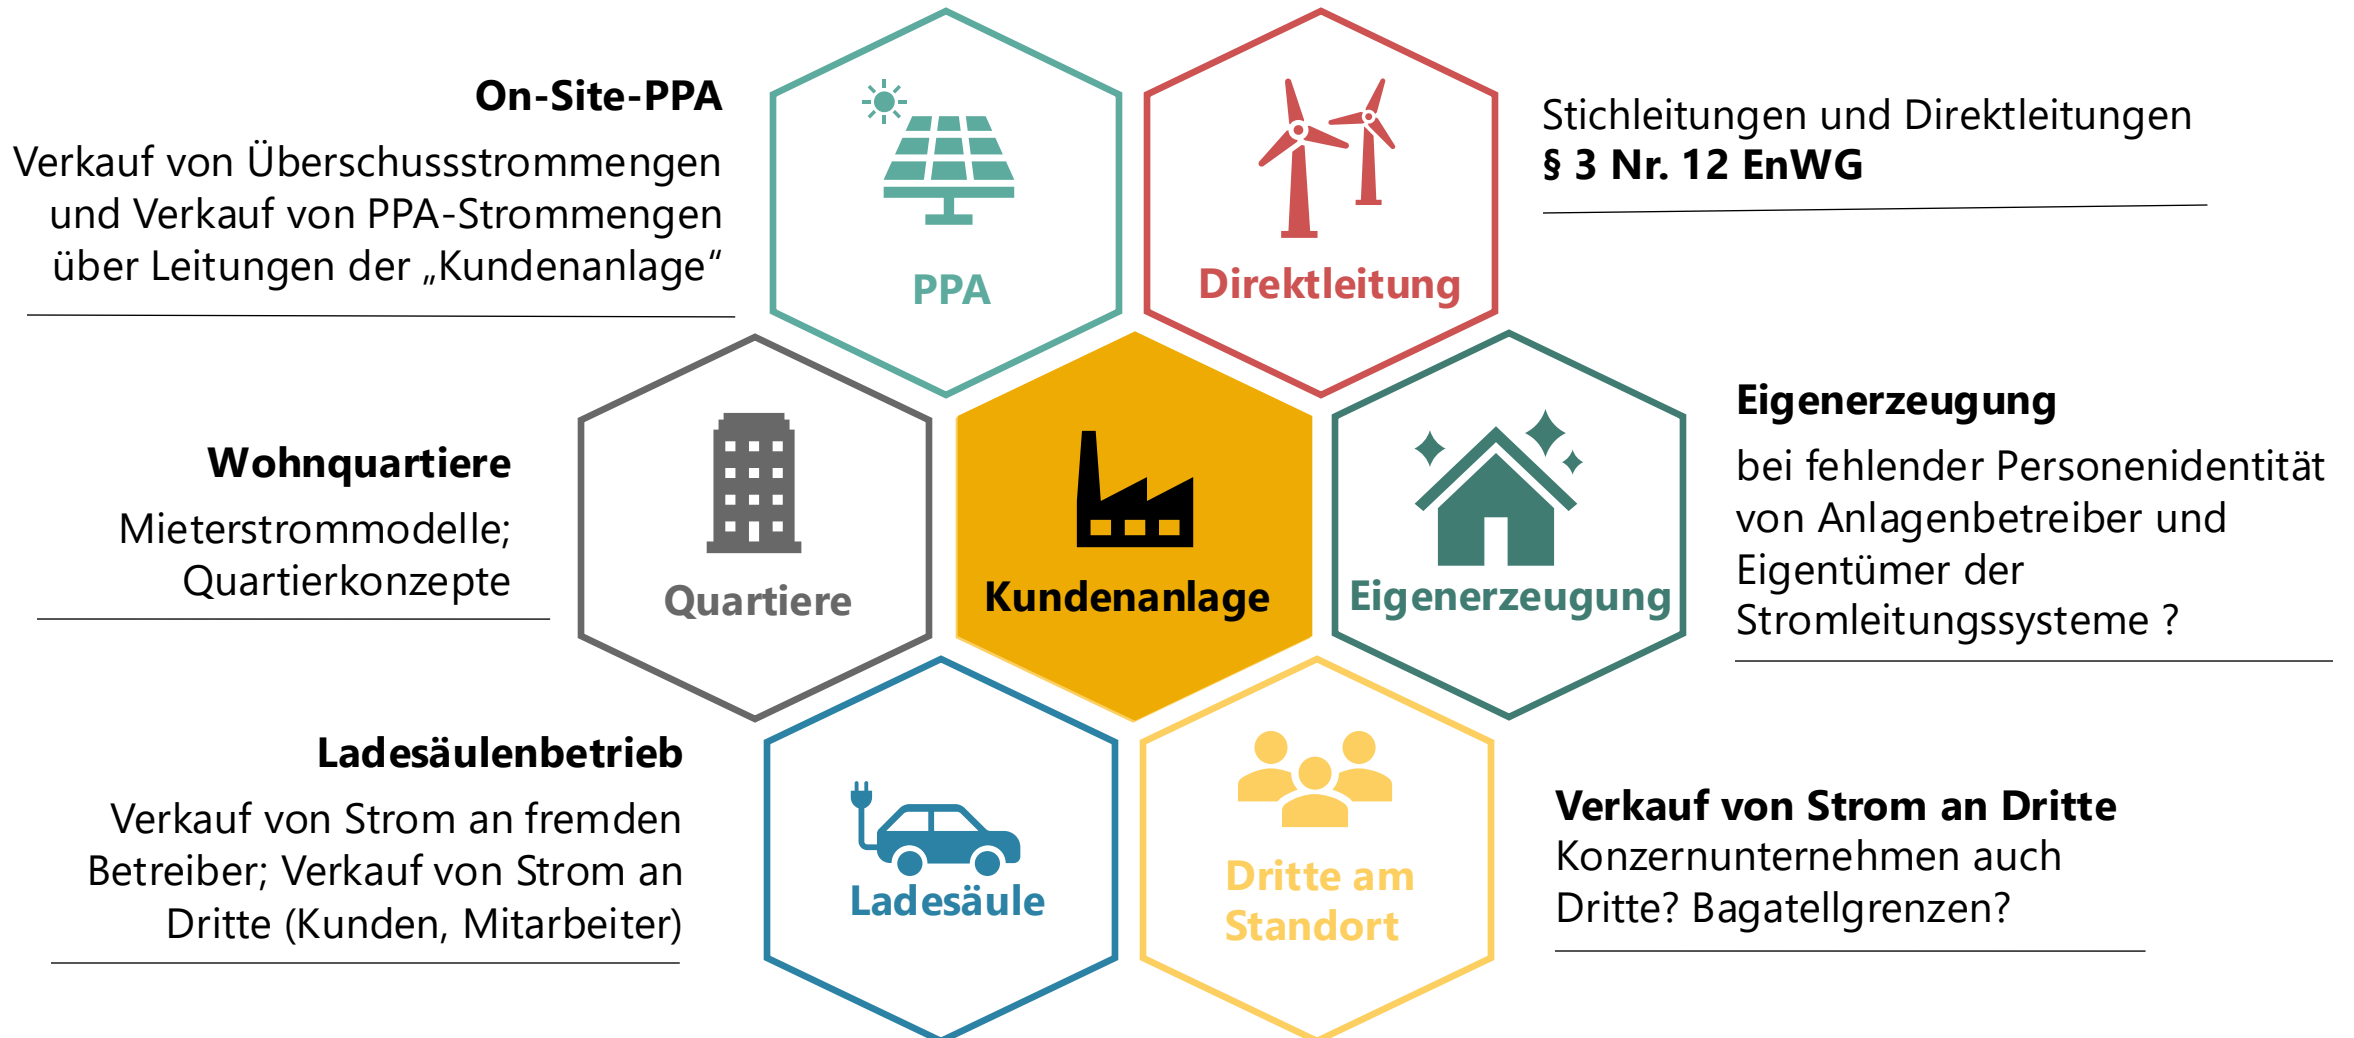 On-Site-PPA
Verkauf von Überschussstrommengen
und Verkauf von PPA-Strommengen
über Leitungen der „Kundenanlage“
PPA
Direktleitung
Stichleitungen und Direktleitungen
§ 3 Nr. 12 EnWG
Wohnquartiere
Mieterstrommodelle;
Quartierkonzepte
Quartiere
Kundenanlage
Eigenerzeugung
Eigenerzeugung
bei fehlender Personenidentität
von Anlagenbetreiber und
Eigentümer der
Stromleitungssysteme ?
Ladesäulenbetrieb
Verkauf von Strom an fremden
Betreiber; Verkauf von Strom an
Dritte (Kunden, Mitarbeiter)
Ladesäule
Dritte am
Standort
Verkauf von Strom an Dritte
Konzernunternehmen auch
Dritte? Bagatellgrenzen?